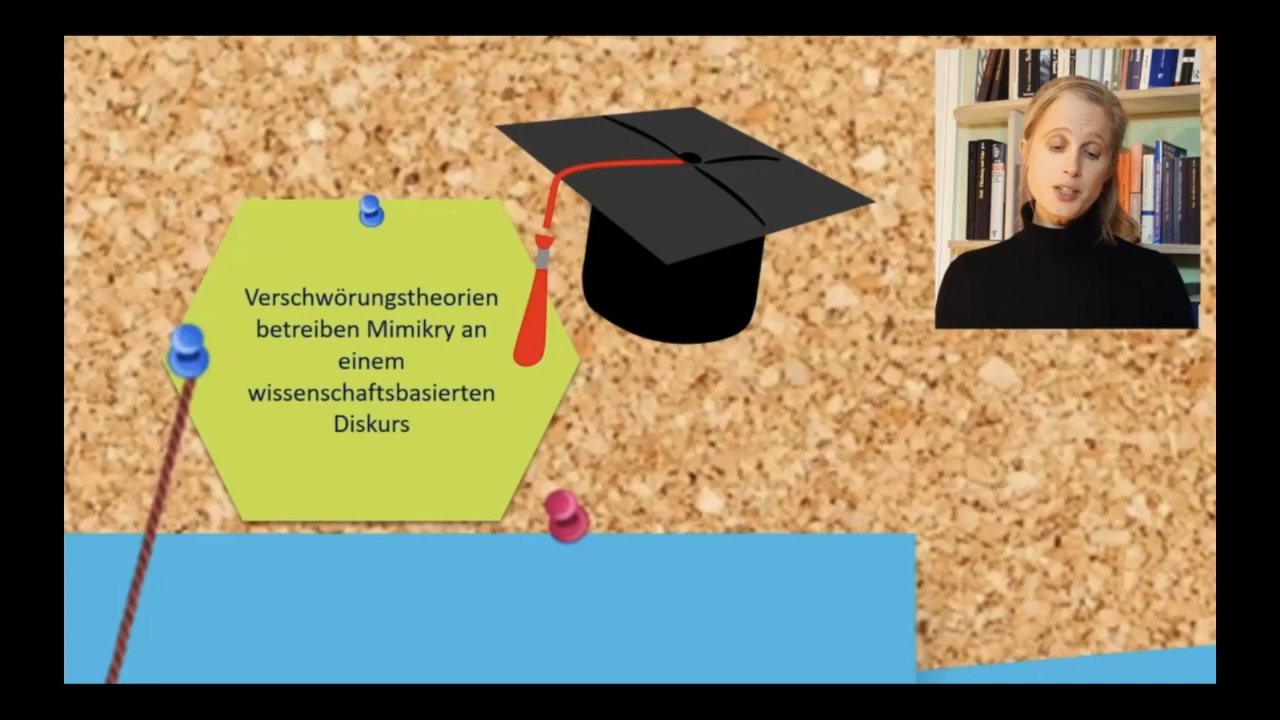 Verschwörungstheorien
betreiben Mimikry an
einem
wissenschaftsbasierten
Diskurs